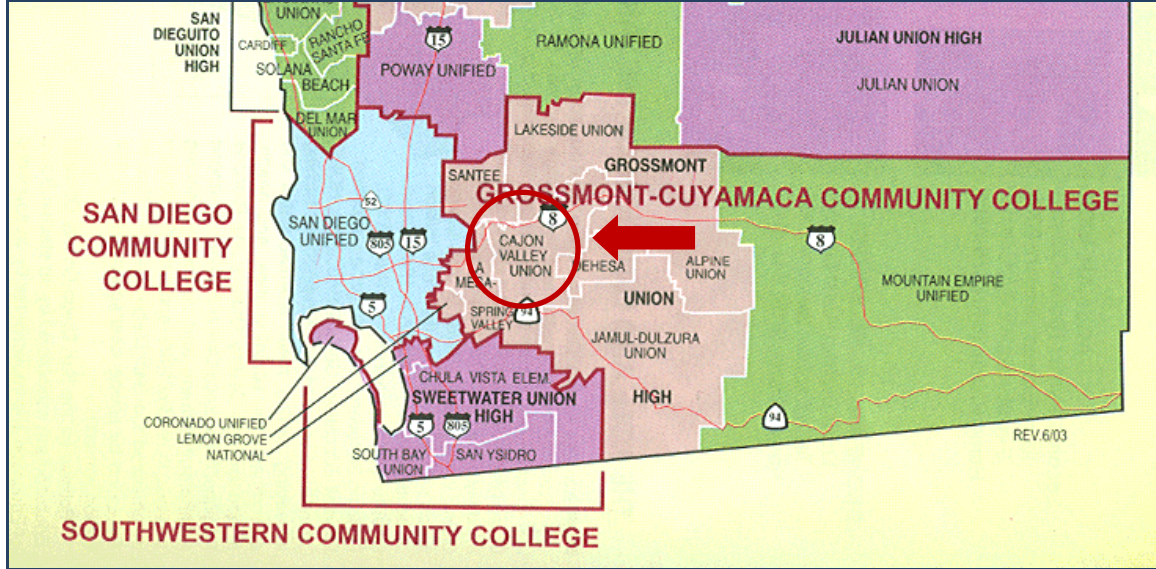 UNION
SAN
DIEGUITO
UNION
HIGH
CARDIFF
RANCHO
SANTA FE
SOLANA
BEACH
DEL MAR
UNION
15
POWAY UNIFIED
RAMONA UNIFIED
JULIAN UNION HIGH
JULIAN UNION
LAKESIDE UNION
SANTEE
GROSSMONT
GROSSMONT-CUYAMACA COMMUNITY COLLEGE
SAN DIEGO
COMMUNITY
COLLEGE
52
SAN DIEGO
UNIFIED
805
15
8
8
CAJON
VALLEY
UNION
DEHESA
ALPINE
UNION
MOUNTAIN EMPIRE
UNIFIED
A
MESA-
SPRING
VALLEY
5
94
UNION
JAMUL-DULZURA
UNION
HIGH
CHULA VISTA ELEM.
SWEETWATER UNION
HIGH
CORONADO UNIFIED
LEMON GROVE
NATIONAL
5
805
94
SOUTH BAY
UNION
SAN YSIDRO
REV.6/03
SOUTHWESTERN COMMUNITY COLLEGE